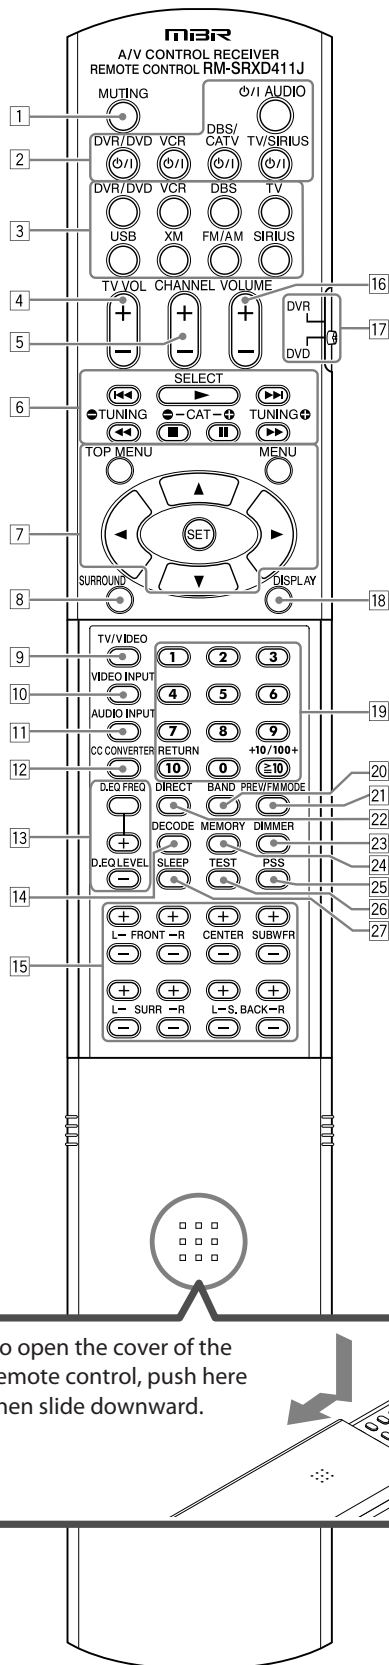 MBR
A/V CONTROL RECEIVER
REMOTE CONTROL RM-SRXD411J
MUTING
⏻/I AUDIO
1
DBS/
DVR/DVD VCR CATV TV/SIRIUS
2
⏻/I ⏻/I ⏻/I ⏻/I
DVR/DVD VCR DBS TV
3
USB XM FM/AM SIRIUS
4
TV VOL CHANNEL VOLUME
16
+ + +
DVR
17
5
− − −
DVD
SELECT
6
TUNING −CAT− TUNING
TOP MENU MENU
7
SET
SURROUND DISPLAY
8
18
TV/VIDEO
9
1 2 3
VIDEO INPUT
10
4 5 6
19
AUDIO INPUT
11
7 8 9
CC CONVERTER RETURN +10/100+
12
10 0 ≧10
20
D.EQ FREQ DIRECT BAND PREV/FM MODE
21
13
22
DECODE MEMORY DIMMER
+
23
24
D.EQ LEVEL SLEEP TEST PSS
−
25
14
26
27
+ + + +
L− FRONT −R CENTER SUBWFR
15
− − − −
+ + + +
L− SURR −R L−S. BACK−R
− − − −
o open the cover of the
emote control, push here
hen slide downward.